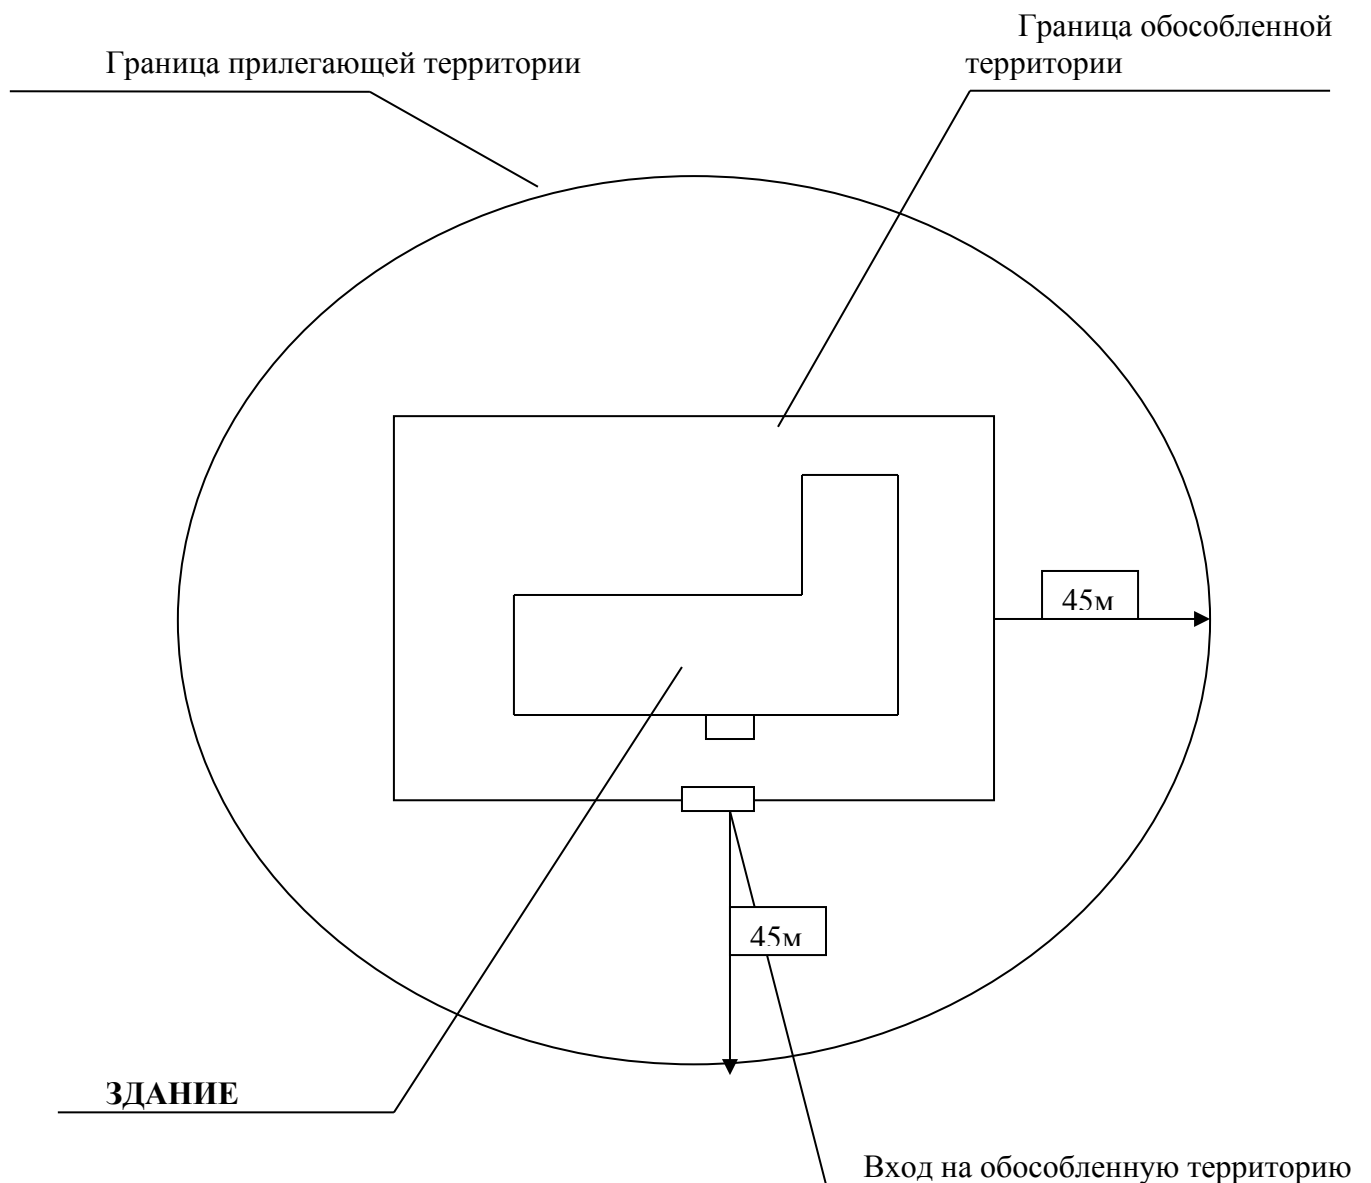 Граница обособленной
территории
Граница прилегающей территории
45м
45м
ЗДАНИЕ
Вход на обособленную территорию